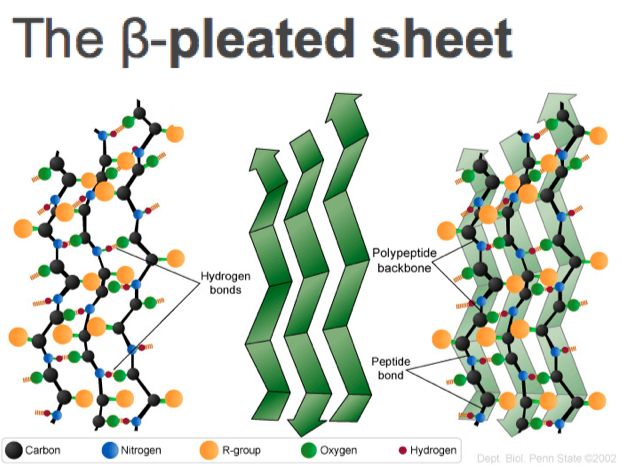 The β-pleated sheet
Hydrogen
bonds
Polypeptide
backbone
Peptide
bond
Carbon
Nitrogen
R-group
Oxygen
Hydrogen
Dept. Biol. Penn State ©2002